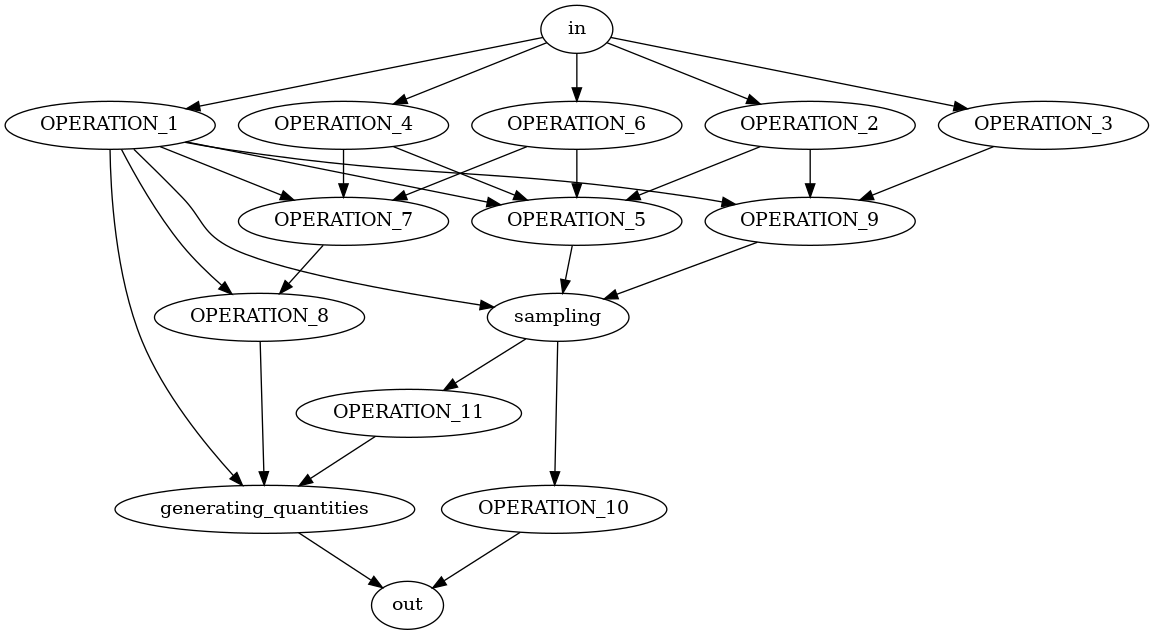 in
OPERATION_1
OPERATION_4
OPERATION_6
OPERATION_2
OPERATION_3
OPERATION_7
OPERATION_5
OPERATION_9
OPERATION_8
sampling
OPERATION_11
generating_quantities
OPERATION_10
out